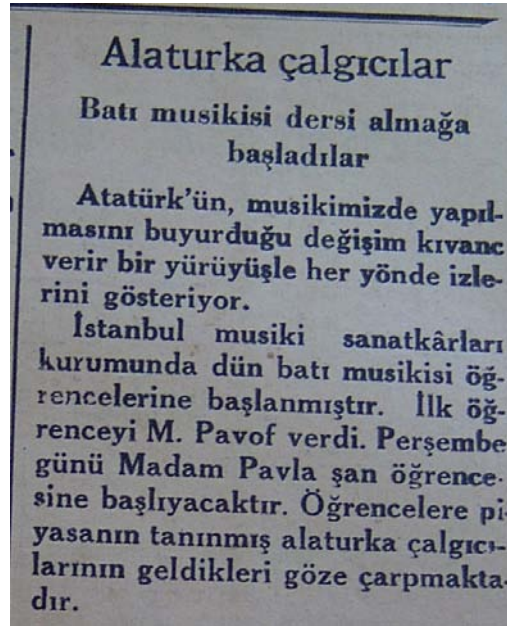 Alaturka çalgıcılar
Batı musikisi dersi almağa
başladılar
Atatürk'ün, musikimizde yapıl-
masını buyurduğu değişim kıvanc
verir bir yürüyüşle her yönde izle-
rini gösteriyor.
İstanbul musiki sanatkârları
kurumunda dün batı musikisi öğ-
rencelerine başlanmıştır. İlk öğ-
renceyi M. Pavof verdi. Perşembe
günü Madam Pavla şan öğrence-
sine başlıyacaktır. Öğrencelere pi-
yasanın tanınmış alaturka çalgıcı-
larının geldikleri göze çarpmakta-
dır.